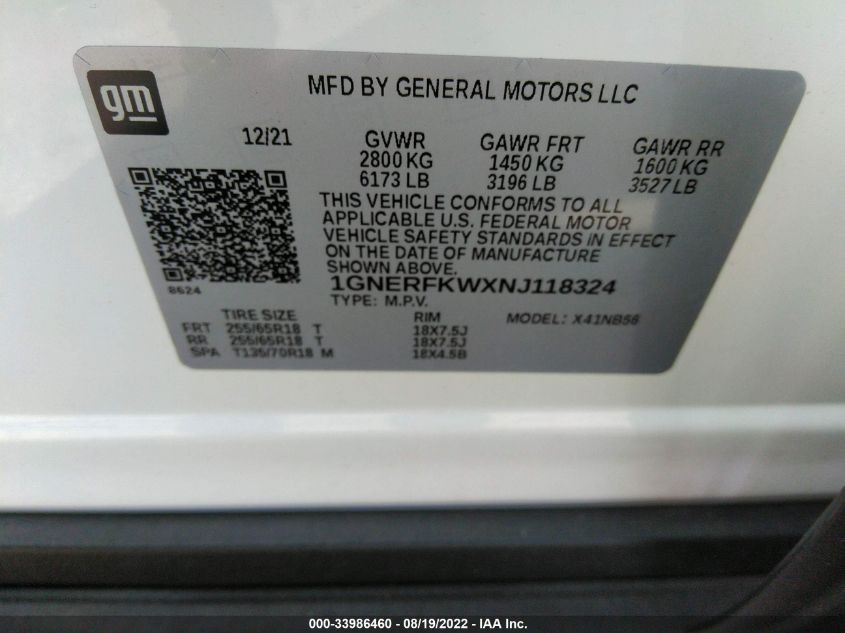 gm
MFD BY GENERAL MOTORS LLC
12/21 GVWR GAWR FRT GAWR RR
2800 KG 1450 KG 1600 KG
6173 LB 3196 LB 3527 LB
THIS VEHICLE CONFORMS TO ALL
APPLICABLE U.S. FEDERAL MOTOR
VEHICLE SAFETY STANDARDS IN EFFECT
ON THE DATE OF MANUFACTURE
SHOWN ABOVE.
1GNERFKWXNJ118324
8624
TYPE: M.P.V.
TIRE SIZE RIM MODEL: X41NB56
FRT 255/65R18 T 18X7.5J
RR 255/65R18 T 18X7.5J
SPA T135/70R18 M 18X4.5B
000-33986460 - 08/19/2022 - IAA Inc.